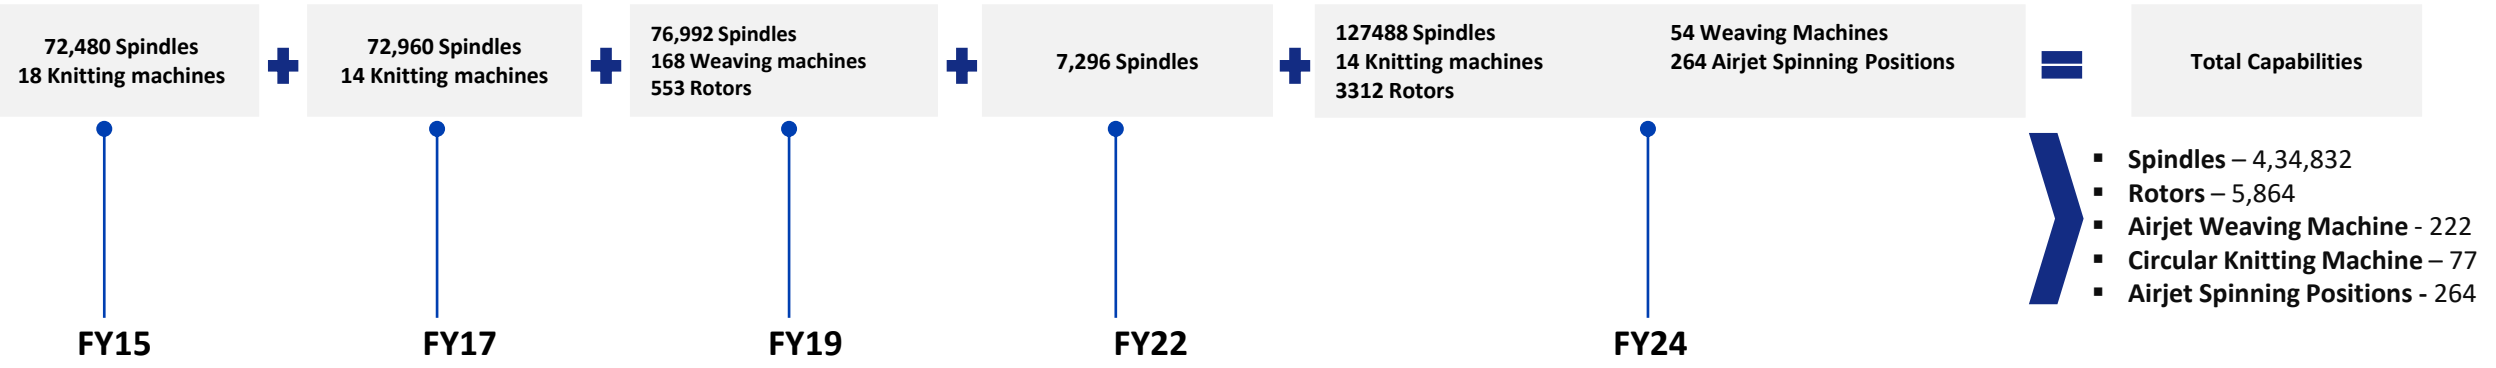 72,480 Spindles
18 Knitting machines
72,960 Spindles
14 Knitting machines
76,992 Spindles
168 Weaving machines
553 Rotors
7,296 Spindles
127488 Spindles
14 Knitting machines
3312 Rotors
54 Weaving Machines
264 Airjet Spinning Positions
Total Capabilities
▪ Spindles – 4,34,832
▪ Rotors – 5,864
▪ Airjet Weaving Machine - 222
▪ Circular Knitting Machine – 77
▪ Airjet Spinning Positions - 264
FY15
FY17
FY19
FY22
FY24